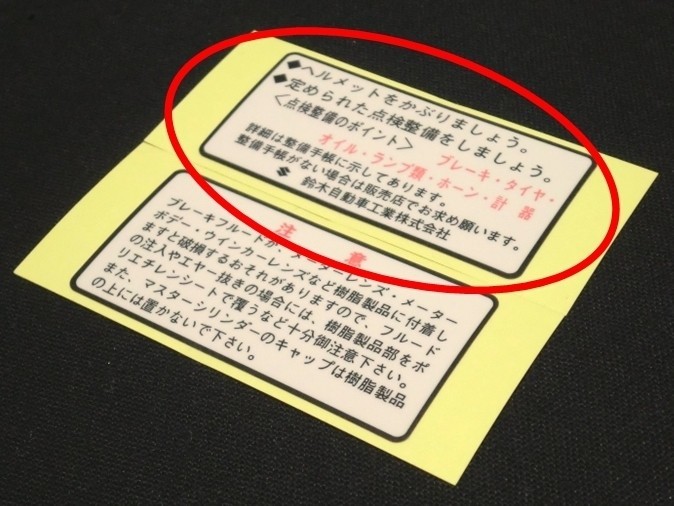 ◆ヘルメットをかぶりましょう。
◆定められた点検整備をしましょう。
〈点検整備のポイント〉 ブレーキ・タイヤ・
オイル・ランプ類・ホーン・計器
詳細は整備手帳に示してあります。
整備手帳がない場合は販売店でお求め願います。
鈴木自動車工業株式会社
注意
ブレーキフルードが、メーターレンズ・メーター
ボデー・ウインカーレンズなど樹脂製品に付着し
ますと破損するおそれがありますので、フルード
の注入やエヤー抜きの場合には、樹脂製品部をポ
リエチレンシートで覆うなど十分御注意下さい。
また、マスターシリンダーのキャップは樹脂製品
の上には置かないで下さい。